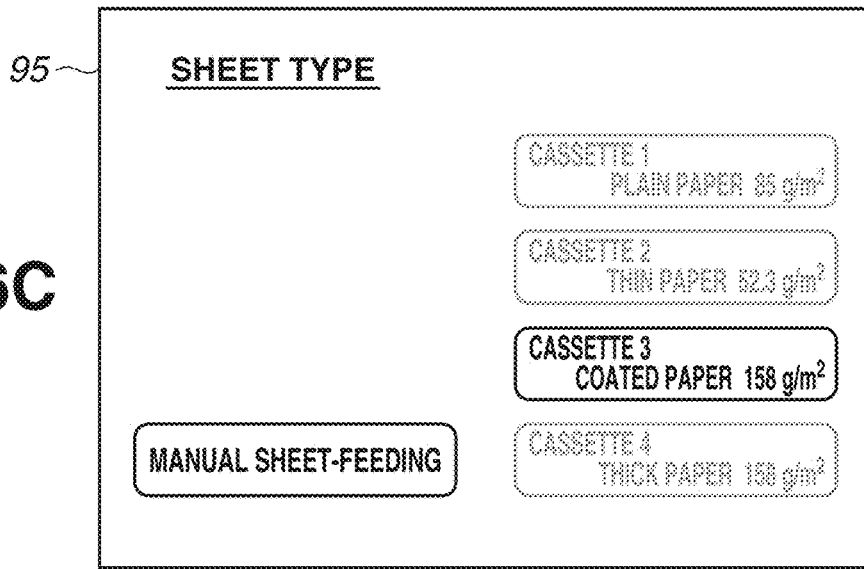 95
SHEET TYPE
CASSETTE 1
PLAIN PAPER 85 g/m²
CASSETTE 2
THIN PAPER 52.3 g/m²
6C
CASSETTE 3
COATED PAPER 158 g/m²
MANUAL SHEET-FEEDING
CASSETTE 4
THICK PAPER 158 g/m²